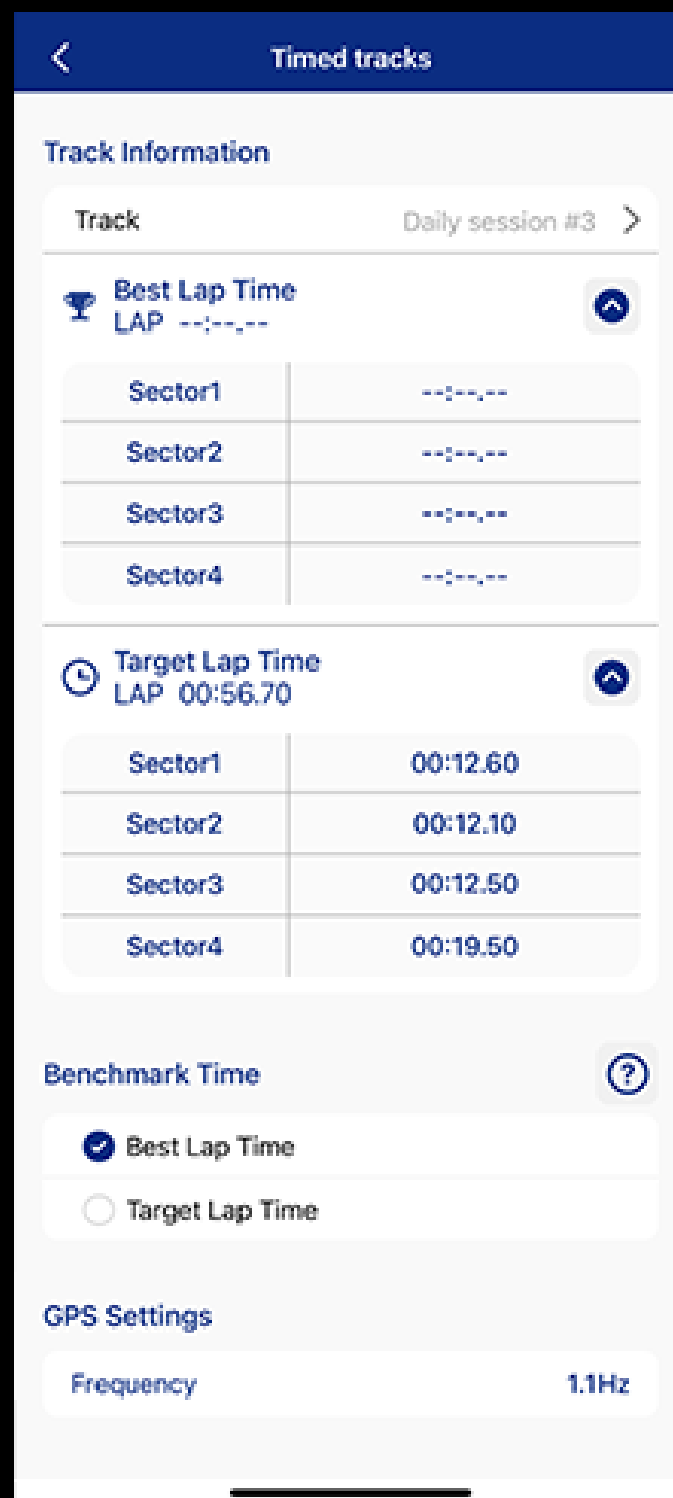 Timed tracks
Track Information
Track Daily session #3
Best Lap Time
LAP --:--.--
Sector1 --:--.--
Sector2 --:--.--
Sector3 --:--.--
Sector4 --:--.--
Target Lap Time
LAP 00:56.70
Sector1 00:12.60
Sector2 00:12.10
Sector3 00:12.50
Sector4 00:19.50
Benchmark Time ?
Best Lap Time
Target Lap Time
GPS Settings
Frequency 1.1Hz